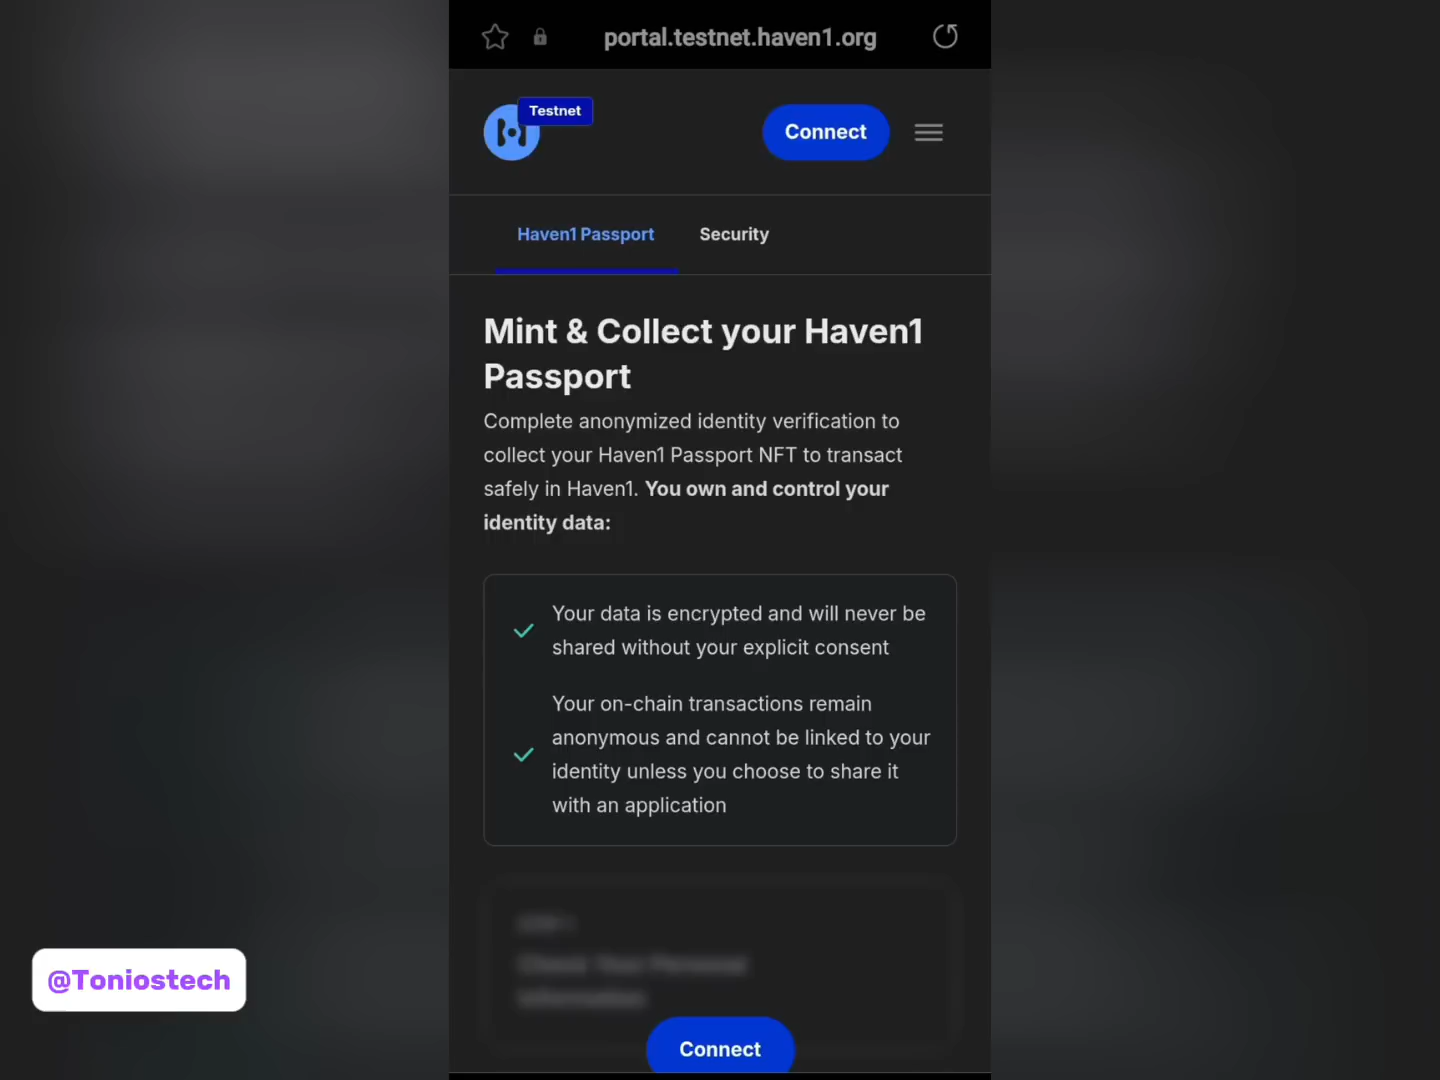 portal.testnet.haven1.org
Testnet
Connect
Haven1 Passport
Security
Mint & Collect your Haven1
Passport
Complete anonymized identity verification to
collect your Haven1 Passport NFT to transact
safely in Haven1. You own and control your
identity data:
Your data is encrypted and will never be
shared without your explicit consent
Your on-chain transactions remain
anonymous and cannot be linked to your
identity unless you choose to share it
with an application
Connect
@Toniostech